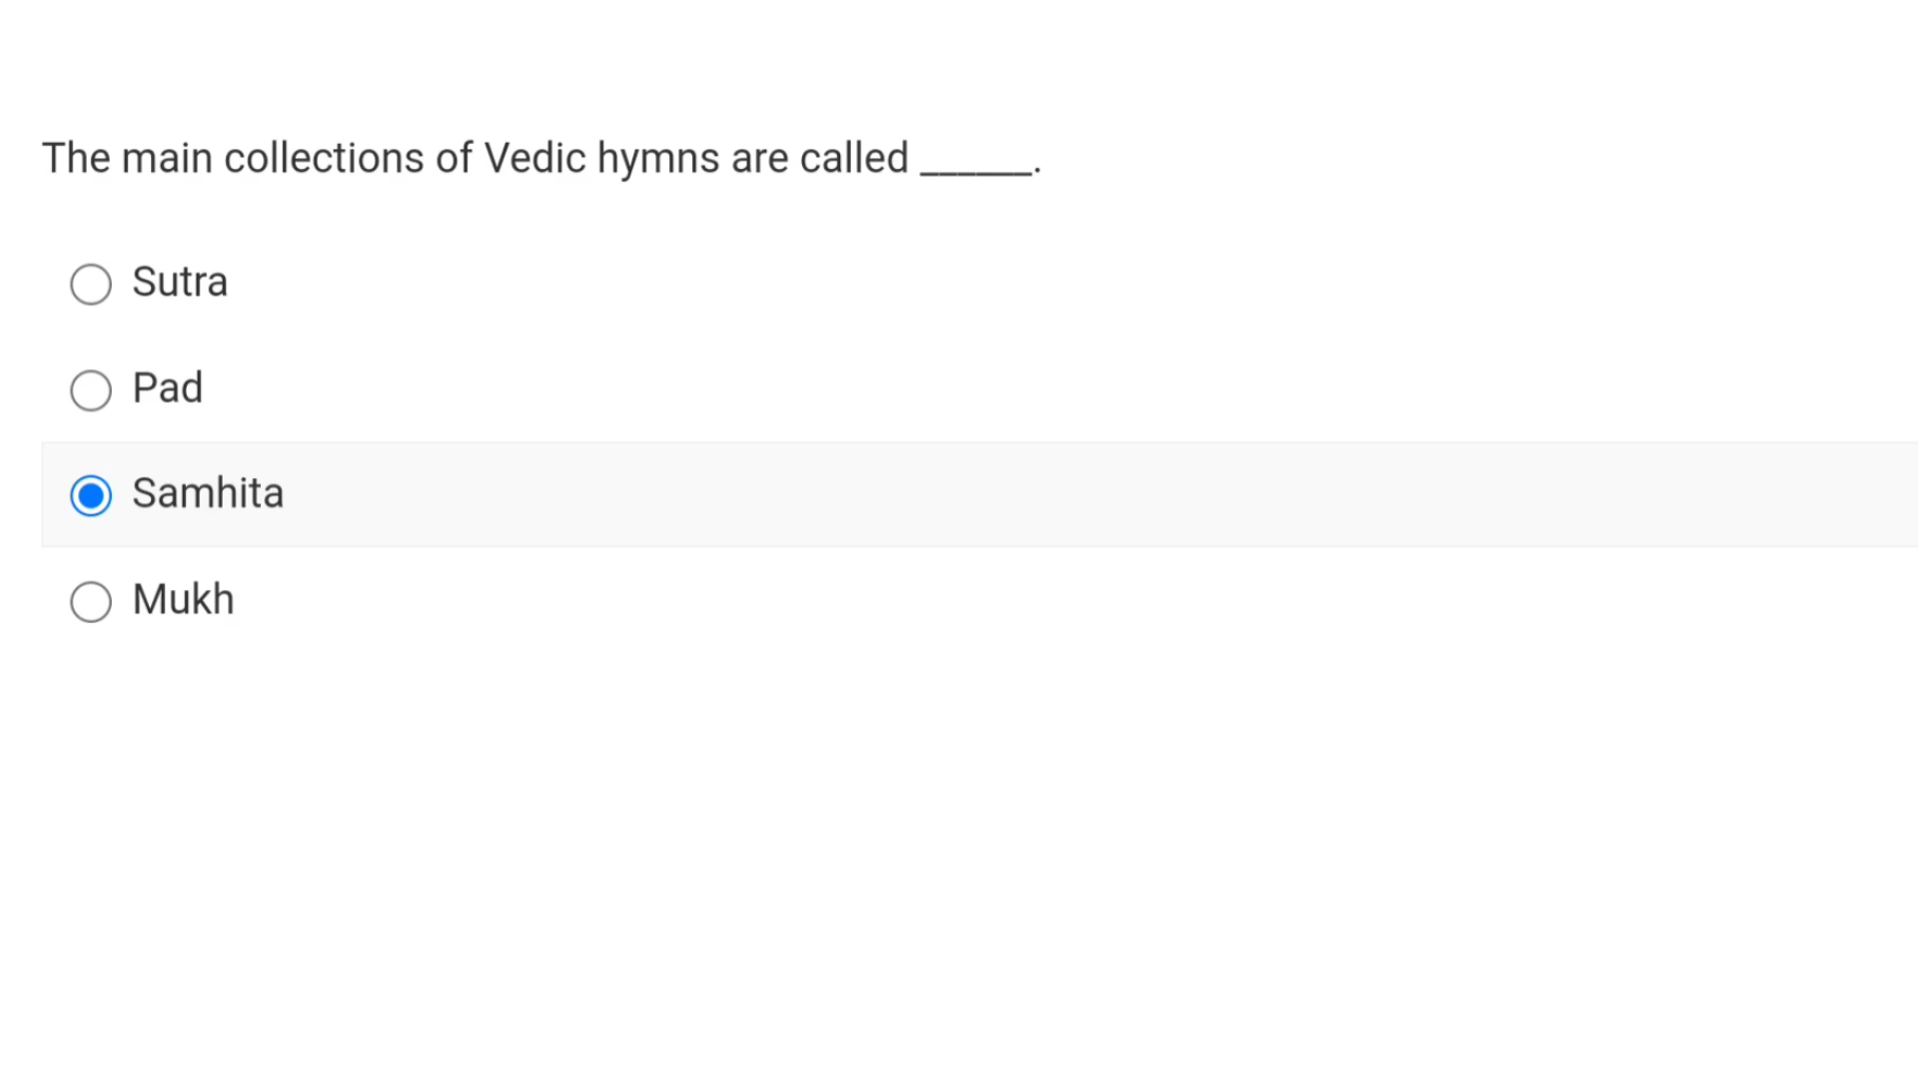 The main collections of Vedic hymns are called ______.
Sutra
Pad
Samhita
Mukh